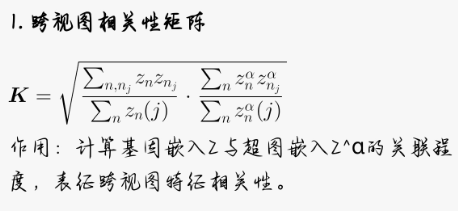 1. 跨视图相关性矩阵
$\boldsymbol{K} = \sqrt{\frac{\sum_{n,n_j} z_n z_{n_j}}{\sum_n z_n(j)} \cdot \frac{\sum_n z_n^{\alpha} z_{n_j}^{\alpha}}{\sum_n z_n^{\alpha}(j)}}$
作用：计算基因嵌入Z与超图嵌入Z^α的关联程
度，表征跨视图特征相关性。